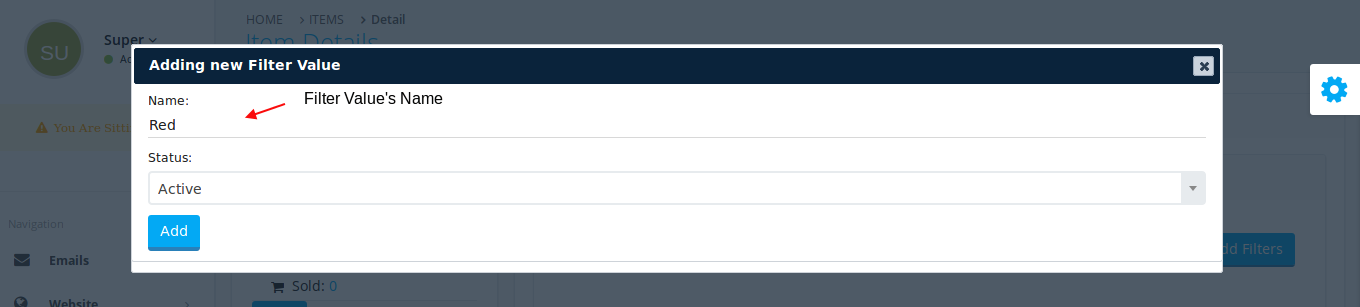 HOME > ITEMS > Detail
Item Details
SU
Super
Adding new Filter Value
Name:
Filter Value's Name
Red
You Are Sitti
Status:
Active
Add
Navigation
Emails
dd Filters
Sold: 0
Website